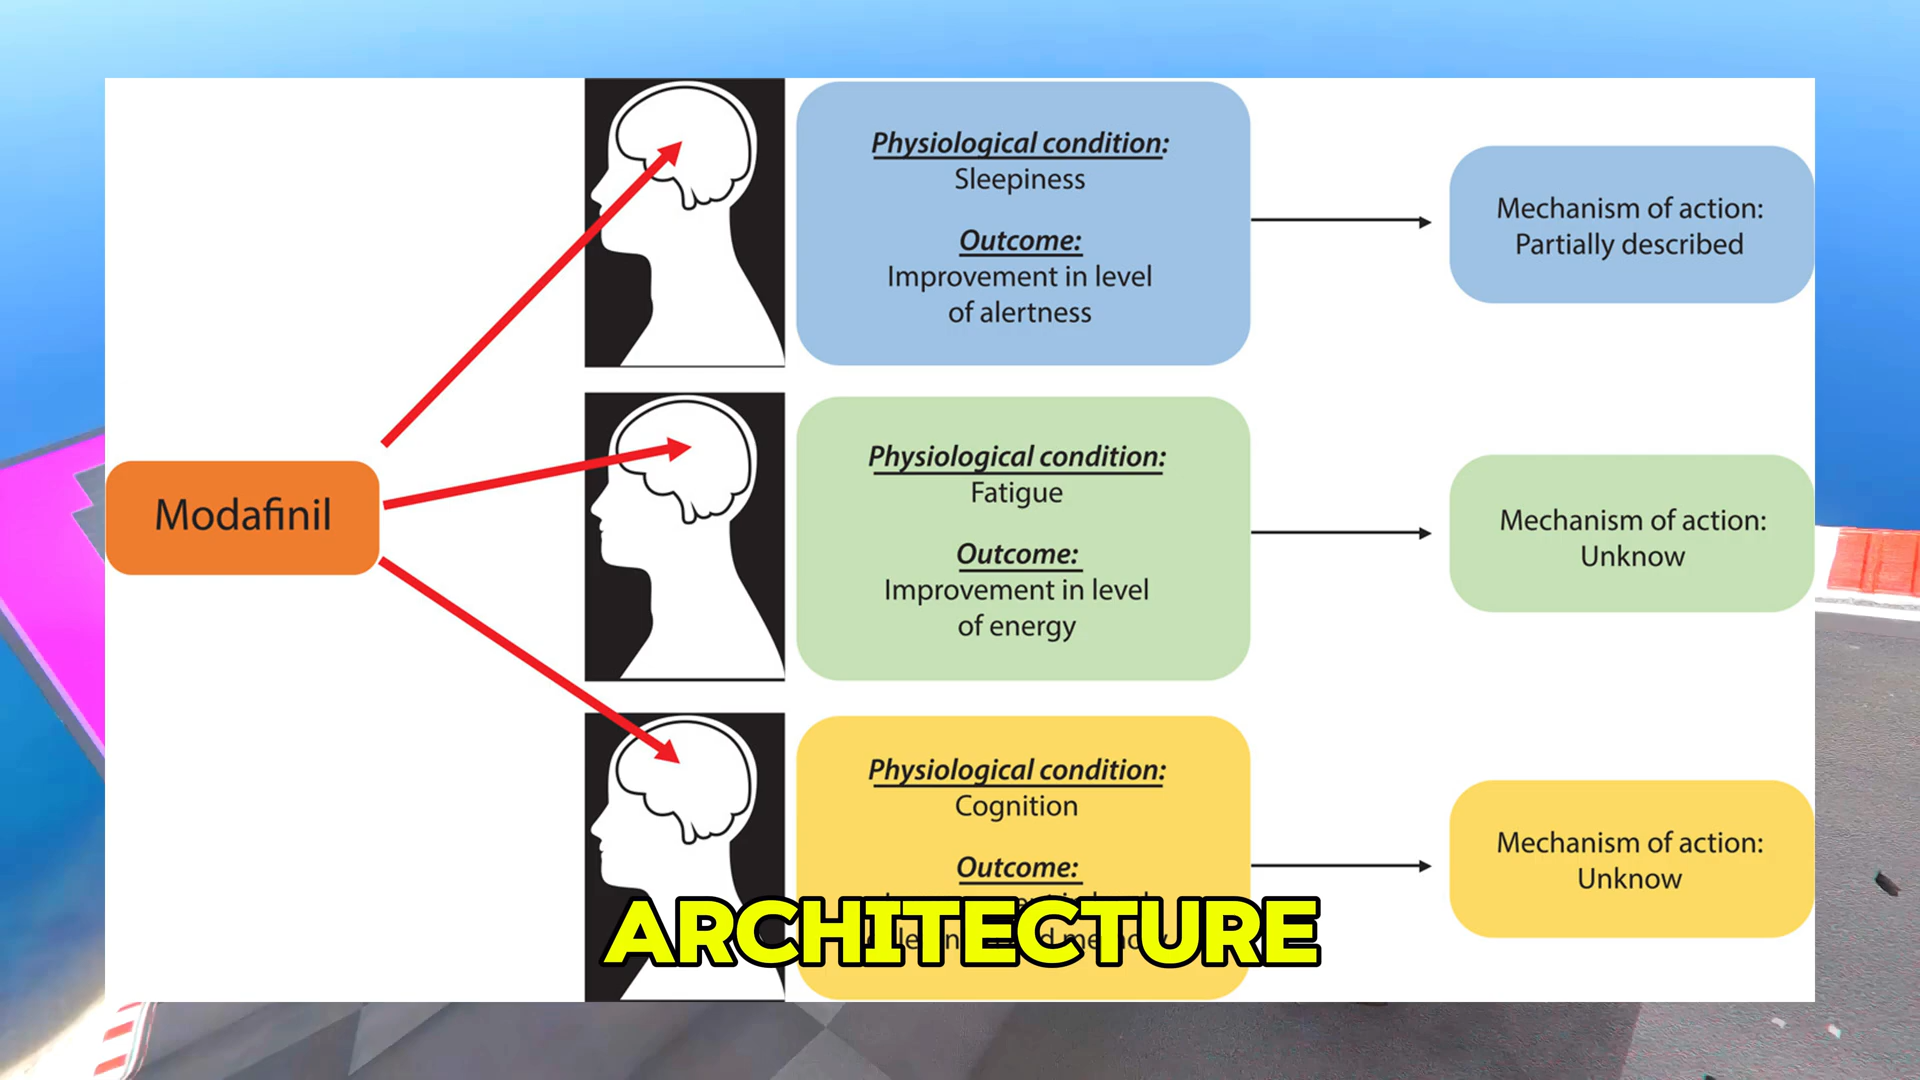 Modafinil
Physiological condition:
Sleepiness
Outcome:
Improvement in level
of alertness
Mechanism of action:
Partially described
Physiological condition:
Fatigue
Outcome:
Improvement in level
of energy
Mechanism of action:
Unknow
Physiological condition:
Cognition
Outcome:
Mechanism of action:
Unknow
ARCHITECTURE